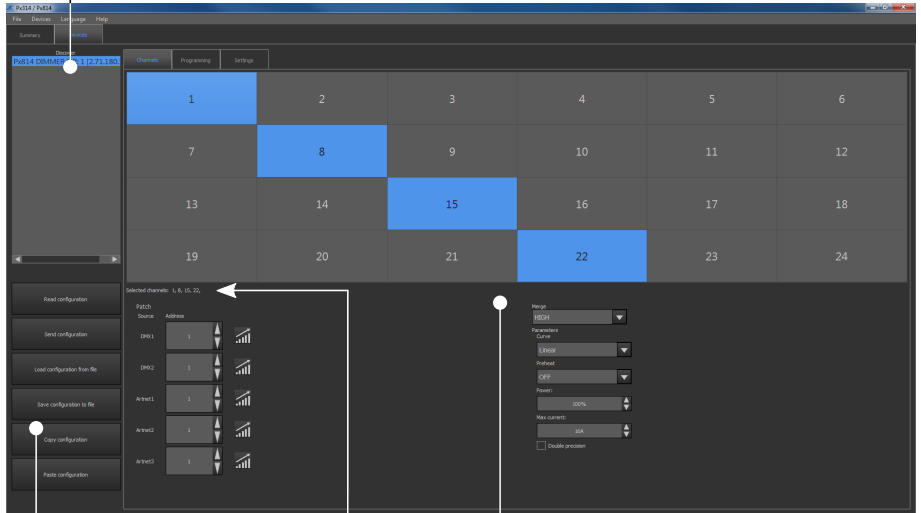 Px314 / Px814
File Devices Language Help
Summary Devices
Discover
Px814 DIMMER 1 [2.71.180.
Channels Programming Settings
1 2 3 4 5 6
7 8 9 10 11 12
13 14 15 16 17 18
19 20 21 22 23 24
Selected channels: 1, 8, 15, 22,
Read configuration
Send configuration
Load configuration from file
Save configuration to file
Copy configuration
Paste configuration
Patch
Source Address
DMX1 1
DMX2 1
Artnet1 1
Artnet2 1
Artnet3 1
Merge
HIGH
Parameters
Curve
Linear
Preheat
OFF
Power:
100%
Max current:
16A
Double precision